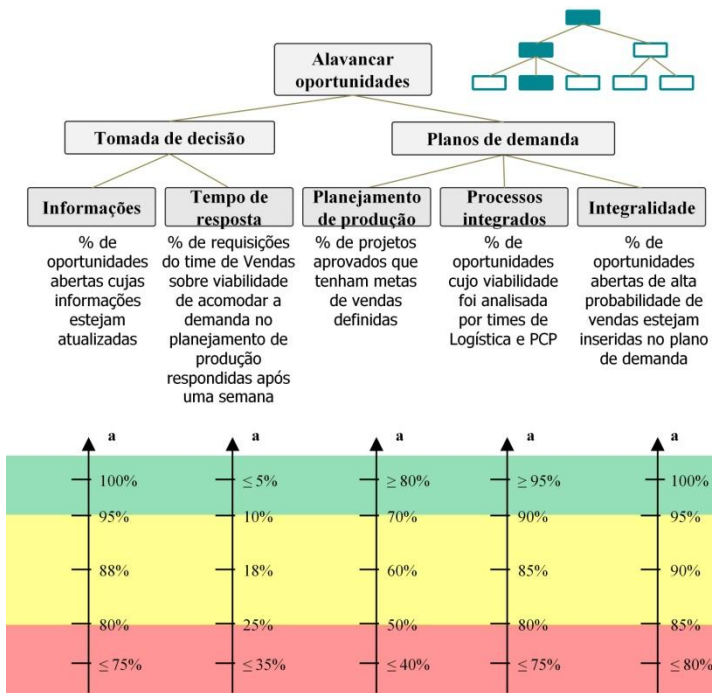 Alavancar
oportunidades
Tomada de decisão
Planos de demanda
Informações
Tempo de
resposta
Planejamento
de produção
Processos
integrados
Integralidade
% de
oportunidades
abertas cujas
informações
estejam
atualizadas
% de requisições
do time de Vendas
sobre viabilidade
de acomodar a
demanda no
planejamento de
produção
respondidas após
uma semana
% de projetos
aprovados que
tenham metas
de vendas
definidas
% de
oportunidades
cujo viabilidade
foi analisada
por times de
Logística e PCP
% de
oportunidades
abertas de alta
probabilidade de
vendas estejam
inseridas no plano
de demanda
a a a a a
100% ≤ 5% ≥ 80% ≥ 95% 100%
95% 10% 70% 90% 95%
88% 18% 60% 85% 90%
80% 25% 50% 80% 85%
≤ 75% ≤ 35% ≤ 40% ≤ 75% ≤ 80%